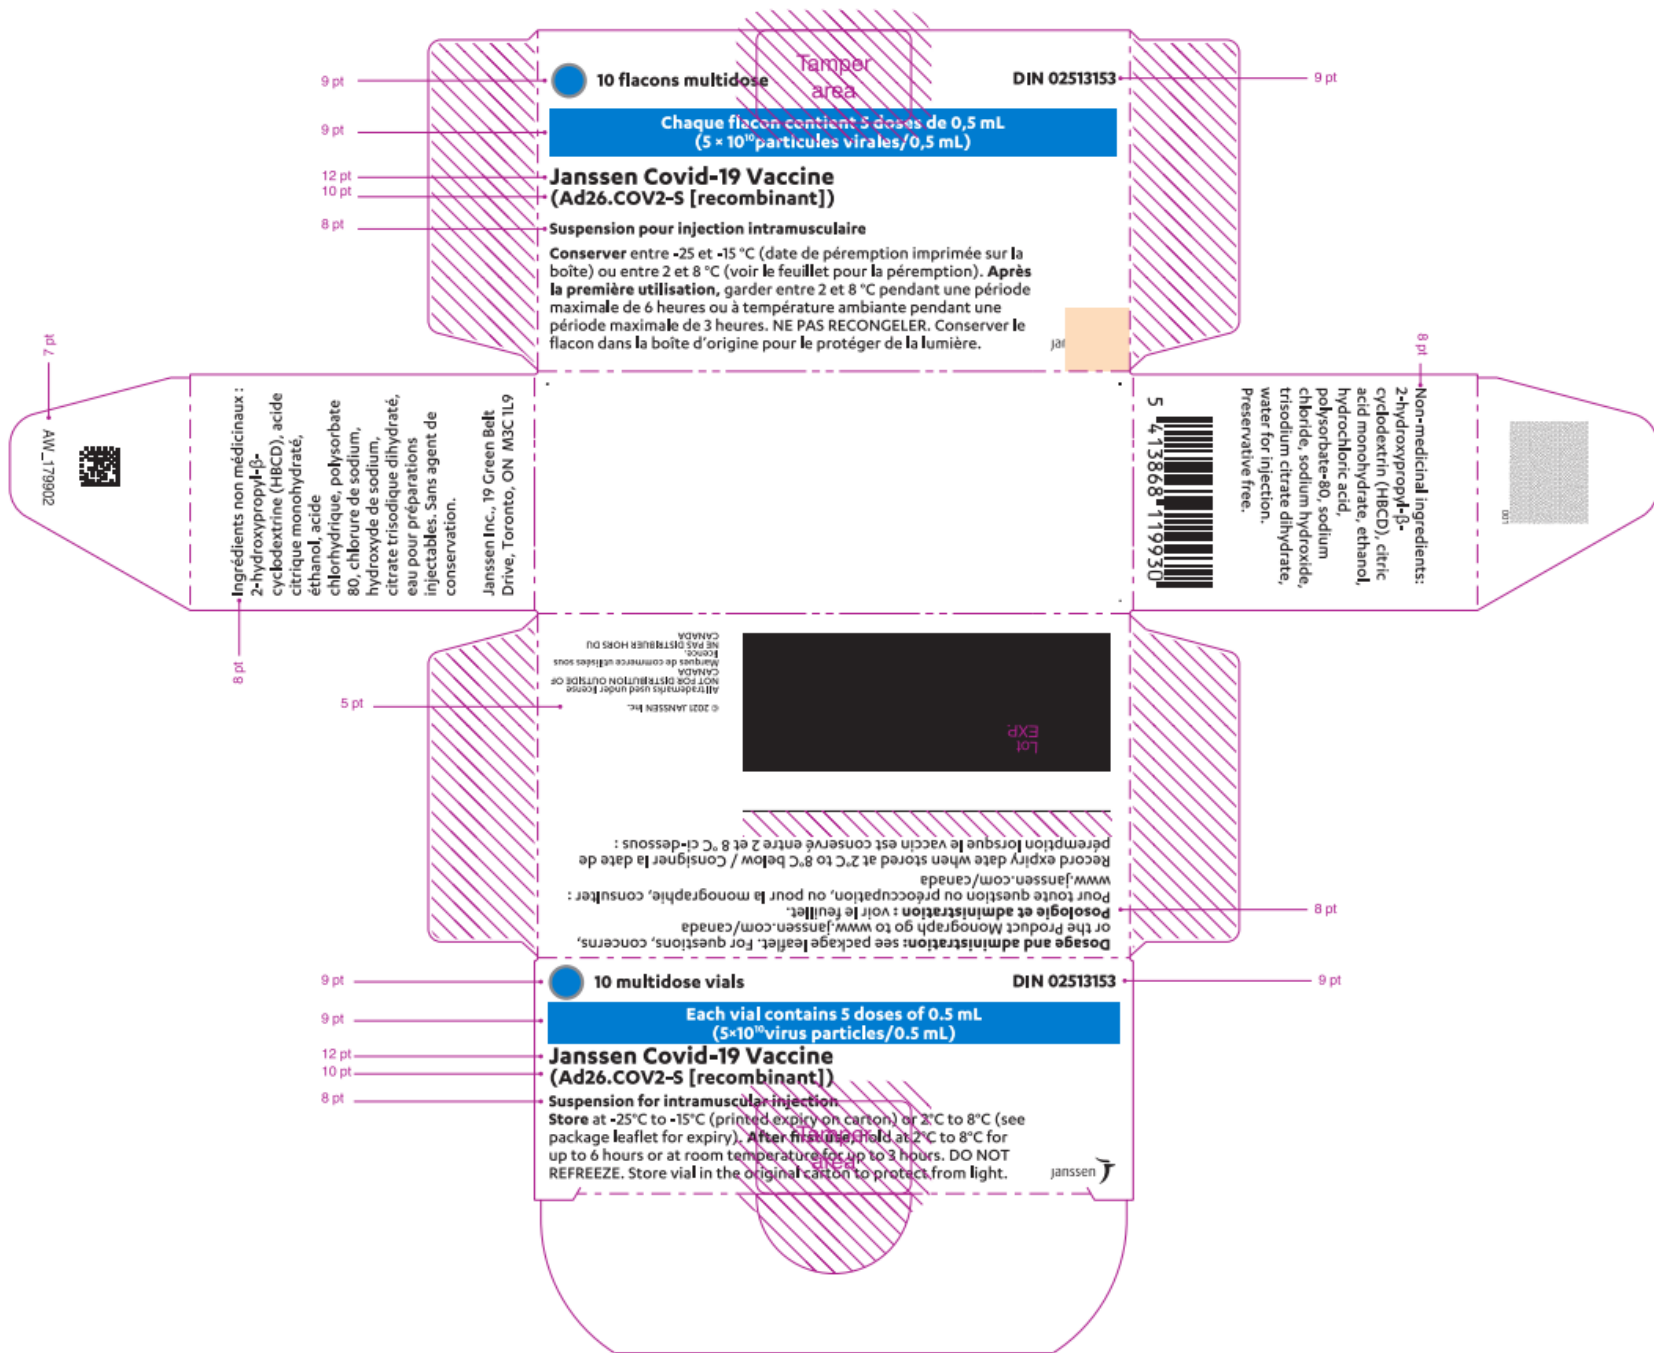 Tamper
area
9 pt
10 flacons multidose
DIN 02513153
9 pt
9 pt
Chaque flacon contient 5 doses de 0,5 mL
(5 × 10¹⁰particules virales/0,5 mL)
12 pt
Janssen Covid-19 Vaccine
10 pt
(Ad26.COV2-S [recombinant])
8 pt
Suspension pour injection intramusculaire
Conserver entre -25 et -15 °C (date de péremption imprimée sur la
boîte) ou entre 2 et 8 °C (voir le feuillet pour la péremption). Après
la première utilisation, garder entre 2 et 8 °C pendant une période
maximale de 6 heures ou à température ambiante pendant une
période maximale de 3 heures. NE PAS RECONGELER. Conserver le
flacon dans la boîte d'origine pour le protéger de la lumière.
7 pt
AW_179902
Ingrédients non médicinaux :
2-hydroxypropyl-β-
cyclodextrine (HBCD), acide
citrique monohydraté,
éthanol, acide
chlorhydrique, polysorbate
80, chlorure de sodium,
hydroxyde de sodium,
citrate trisodique dihydraté,
eau pour préparations
injectables. Sans agent de
conservation.
Janssen Inc., 19 Green Belt
Drive, Toronto, ON M3C 1L9
8 pt
5 413868 119930
8 pt
Non-medicinal ingredients:
2-hydroxypropyl-β-
cyclodextrin (HBCD), citric
acid monohydrate, ethanol,
hydrochloric acid,
polysorbate-80, sodium
chloride, sodium hydroxide,
trisodium citrate dihydrate,
water for injection.
Preservative free.
001
5 pt
© 2021 JANSSEN Inc.
All trademarks used under license
NOT FOR DISTRIBUTION OUTSIDE OF
CANADA
Marques de commerce utilisées sous
licence.
NE PAS DISTRIBUER HORS DU
CANADA
Lot
EXP.
8 pt
Dosage and administration: see package leaflet. For questions, concerns,
or the Product Monograph go to www.janssen.com/canada
Posologie et administration : voir le feuillet.
Pour toute question ou préoccupation, ou pour la monographie, consulter :
www.janssen.com/canada
Record expiry date when stored at 2°C to 8°C below / Consigner la date de
péremption lorsque le vaccin est conservé entre 2 et 8 °C ci-dessous :
9 pt
10 multidose vials
DIN 02513153
9 pt
9 pt
Each vial contains 5 doses of 0.5 mL
(5×10¹⁰virus particles/0.5 mL)
12 pt
Janssen Covid-19 Vaccine
10 pt
(Ad26.COV2-S [recombinant])
8 pt
Suspension for intramuscular injection
Store at -25°C to -15°C (printed expiry on carton) or 2°C to 8°C (see
package leaflet for expiry). After first use, hold at 2°C to 8°C for
up to 6 hours or at room temperature for up to 3 hours. DO NOT
REFREEZE. Store vial in the original carton to protect from light.
Tamper
area
janssen